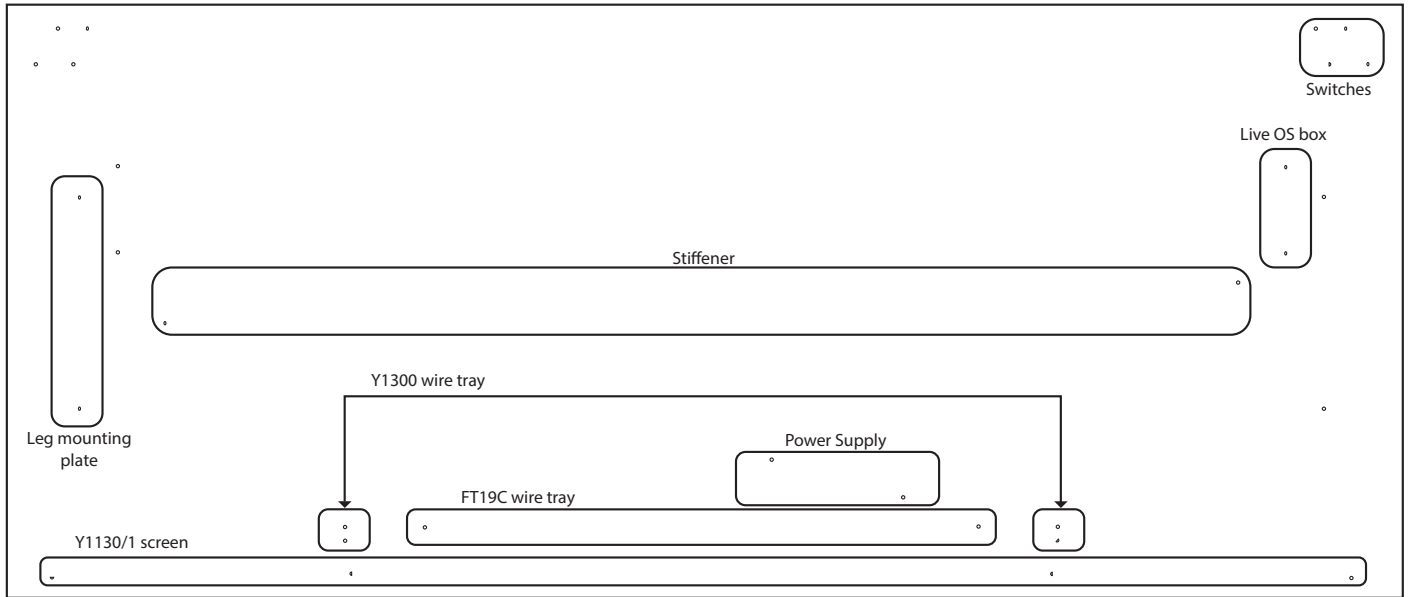 Switches
Live OS box
Stiffener
Y1300 wire tray
Leg mounting
plate
Power Supply
FT19C wire tray
Y1130/1 screen